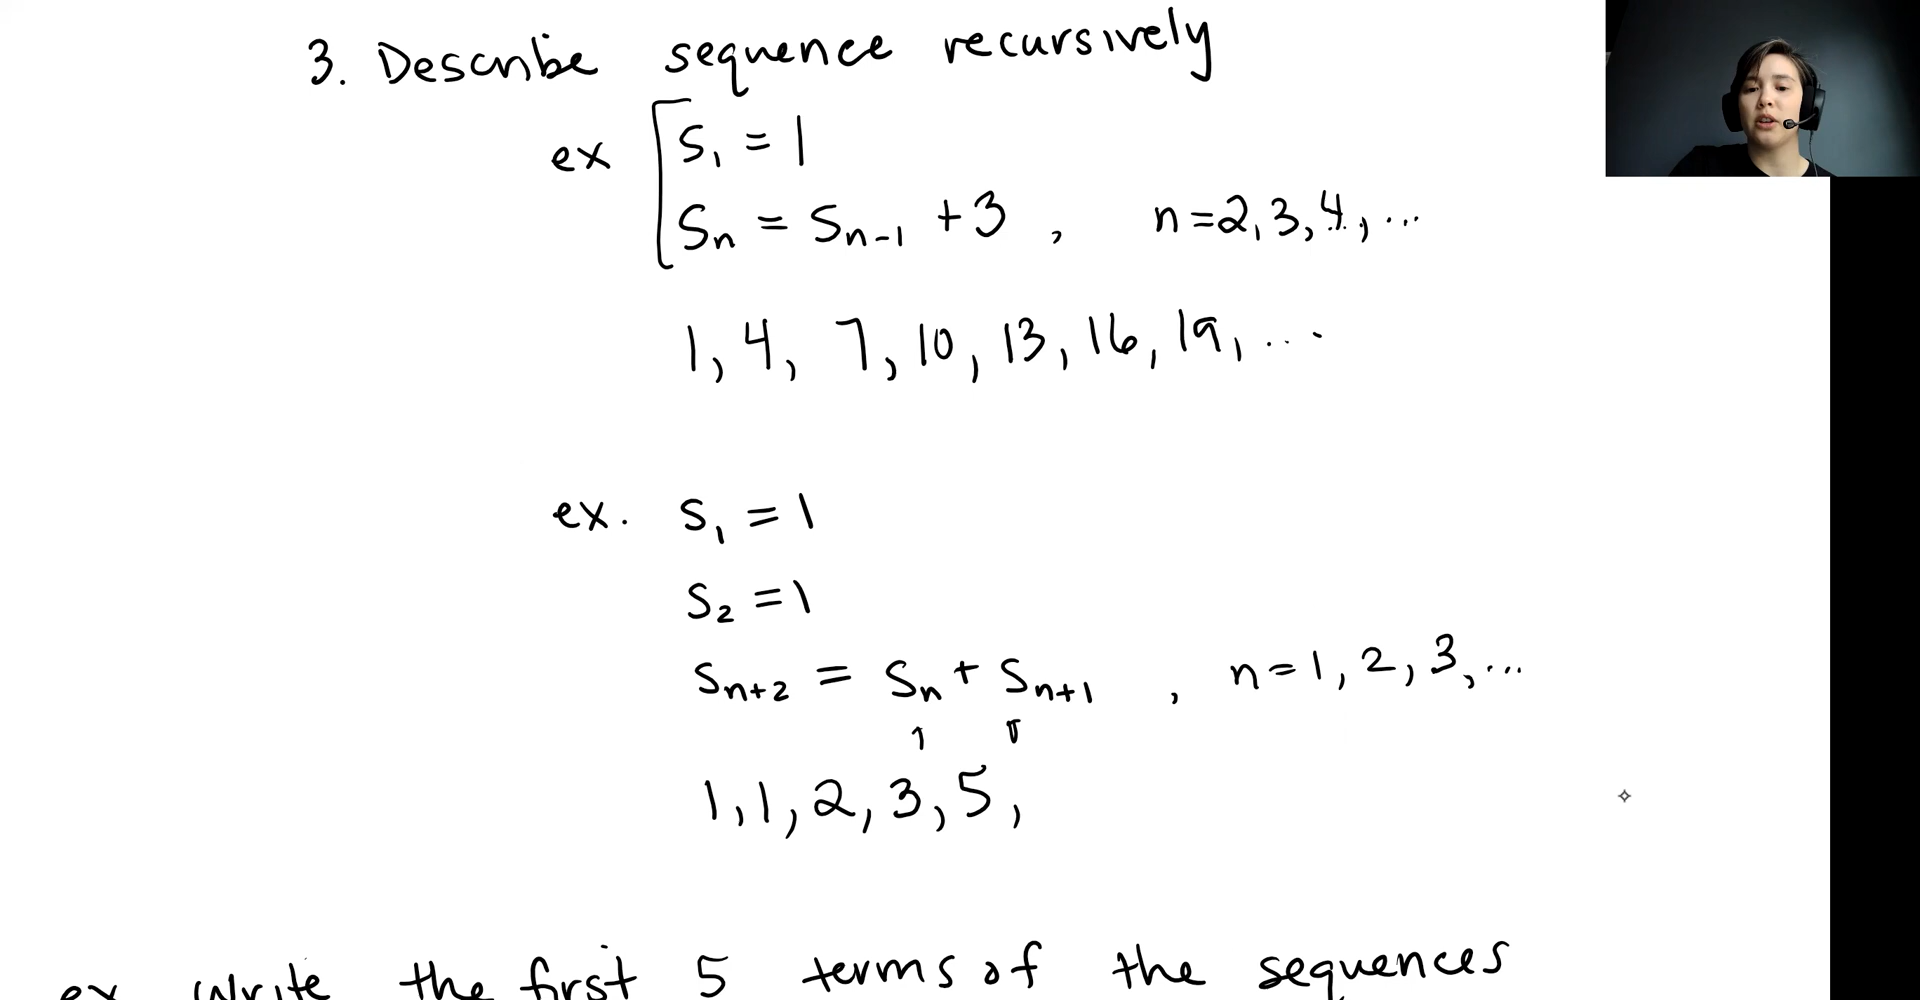 3. Describe sequence recursively
ex S₁ = 1
Sₙ = Sₙ₋₁ + 3 , n = 2, 3, 4, ...
1, 4, 7, 10, 13, 16, 19, ...
ex. S₁ = 1
S₂ = 1
Sₙ₊₂ = Sₙ + Sₙ₊₁ , n = 1, 2, 3, ...
1, 1, 2, 3, 5,
ex write the first 5 terms of the sequences